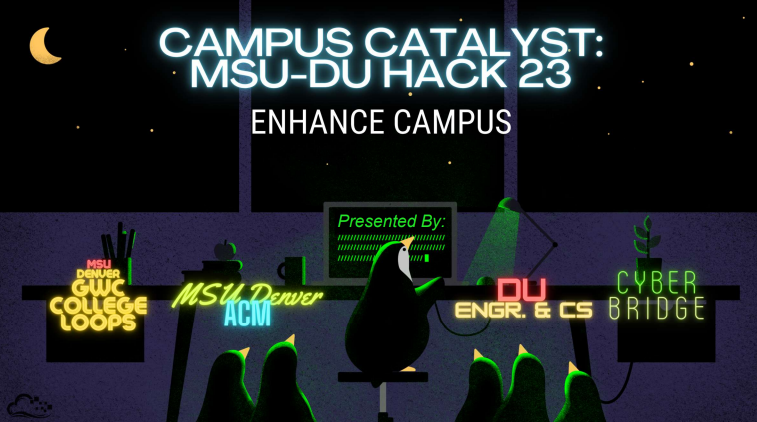 CAMPUS CATALYST:
MSU-DU HACK 23
ENHANCE CAMPUS
Presented By:
MSU
DENVER
GWC
COLLEGE
LOOPS
MSU Denver
ACM
DU
ENGR. & CS
CYBER
BRIDGE